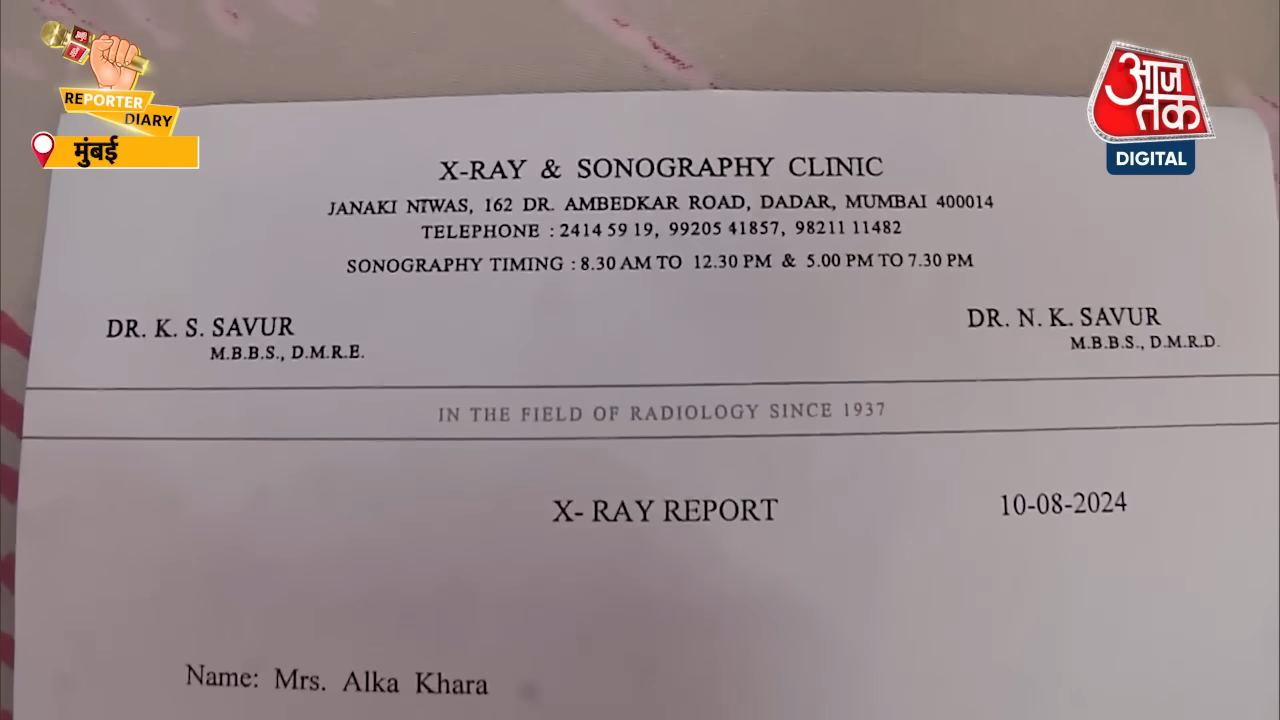 REPORTER
DIARY
मुंबई
आज
तक
DIGITAL
X-RAY & SONOGRAPHY CLINIC
JANAKI NIWAS, 162 DR. AMBEDKAR ROAD, DADAR, MUMBAI 400014
TELEPHONE : 2414 59 19, 99205 41857, 98211 11482
SONOGRAPHY TIMING : 8.30 AM TO 12.30 PM & 5.00 PM TO 7.30 PM
DR. K. S. SAVUR
M.B.B.S., D.M.R.E.
DR. N. K. SAVUR
M.B.B.S., D.M.R.D.
IN THE FIELD OF RADIOLOGY SINCE 1937
X- RAY REPORT 10-08-2024
Name: Mrs. Alka Khara